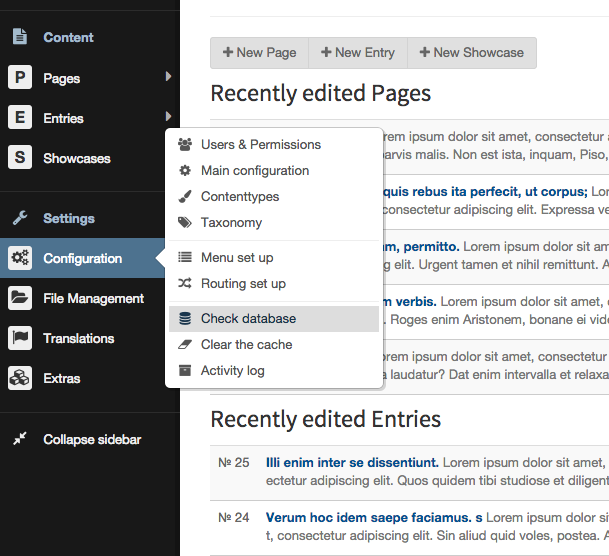 Content
P Pages
E Entries
S Showcases
Settings
Configuration
File Management
Translations
Extras
Collapse sidebar
Users & Permissions
Main configuration
Contenttypes
Taxonomy
Menu set up
Routing set up
Check database
Clear the cache
Activity log
New Page New Entry New Showcase
Recently edited Pages
rem ipsum dolor sit amet, consectetur a
parvis malis. Non est ista, inquam, Piso,
quis rebus ita perfecit, ut corpus; Lor
consectetur adipiscing elit. Expressa ve
am, permitto. Lorem ipsum dolor sit am
g elit. Urgent tamen et nihil remittunt. A
m verbis. Lorem ipsum dolor sit amet,
. Roges enim Aristonem, bonane ei vide
orem ipsum dolor sit amet, consectetur
a laudatur? Dat enim intervalla et relaxa
Recently edited Entries
№ 25 Illi enim inter se dissentiunt. Lorem ipsum dolor sit amet,
ectetur adipiscing elit. Quos quidem tibi studiose et diligent
№ 24 Verum hoc idem saepe faciamus. s Lorem ipsum dolor si
t, consectetur adipiscing elit. Sin aliud quid voles, postea. A